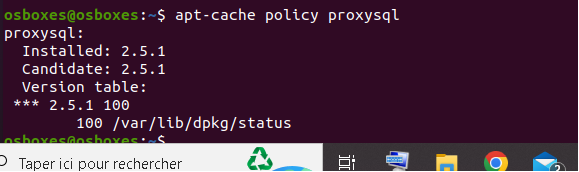 osboxes@osboxes:~$ apt-cache policy proxysql
proxysql:
  Installed: 2.5.1
  Candidate: 2.5.1
  Version table:
 *** 2.5.1 100
        100 /var/lib/dpkg/status
osboxes@osboxes:~$
Taper ici pour rechercher
2